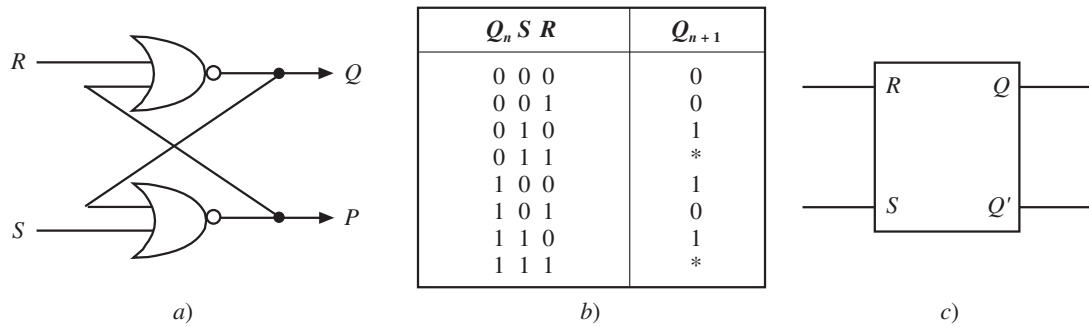 R
S
Q
P
a)
Qn S R Qn + 1
0 0 0 0
0 0 1 0
0 1 0 1
0 1 1 *
1 0 0 1
1 0 1 0
1 1 0 1
1 1 1 *
b)
R Q
S Q'
c)